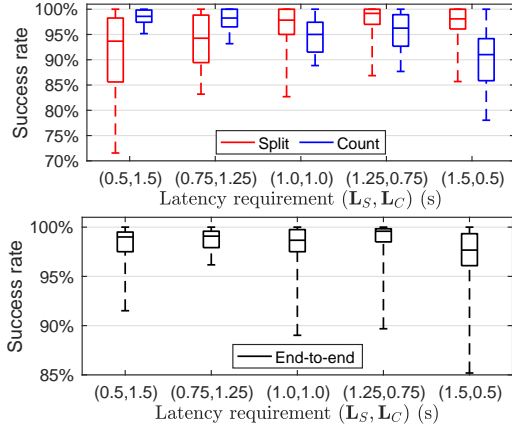 Success rate
100%
95%
90%
85%
80%
75%
70%
Split Count
(0.5,1.5) (0.75,1.25) (1.0,1.0) (1.25,0.75) (1.5,0.5)
Latency requirement (L_S, L_C) (s)
Success rate
100%
95%
90%
85%
End-to-end
(0.5,1.5) (0.75,1.25) (1.0,1.0) (1.25,0.75) (1.5,0.5)
Latency requirement (L_S, L_C) (s)